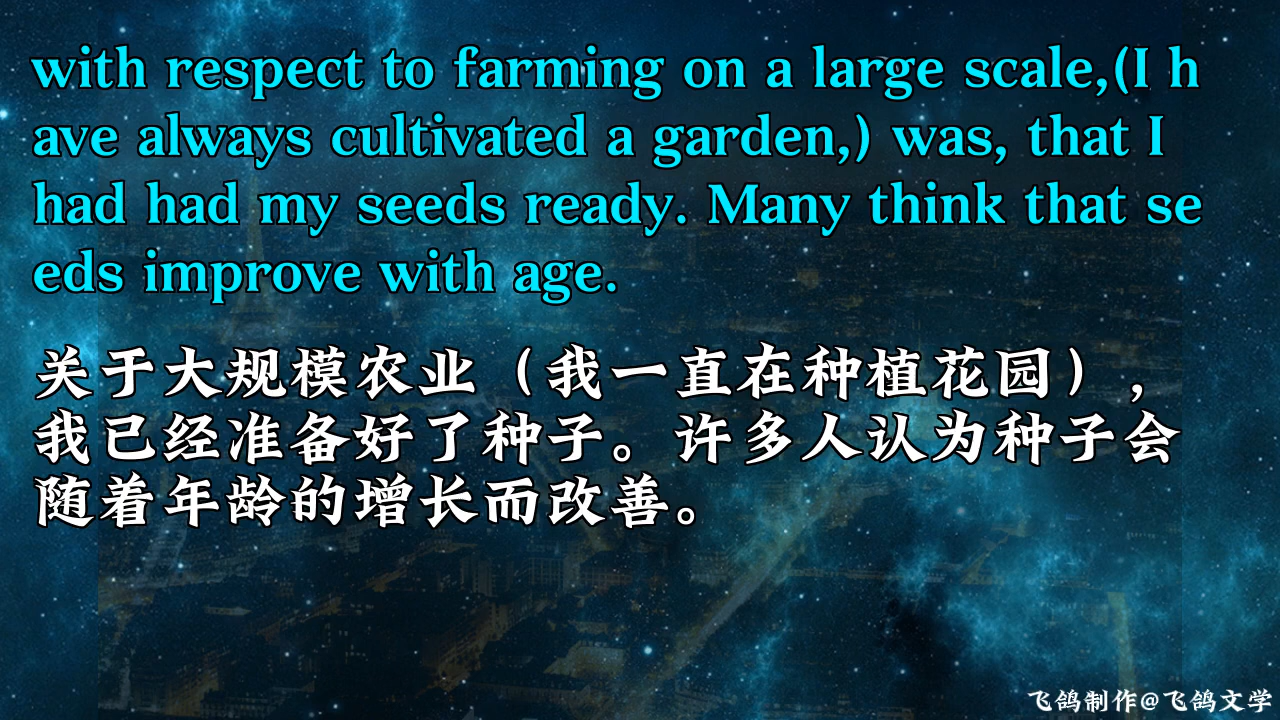 with respect to farming on a large scale,(I h
ave always cultivated a garden,) was, that I
had had my seeds ready. Many think that se
eds improve with age.
关于大规模农业（我一直在种植花园），
我已经准备好了种子。许多人认为种子会
随着年龄的增长而改善。
飞鸽制作@飞鸽文学